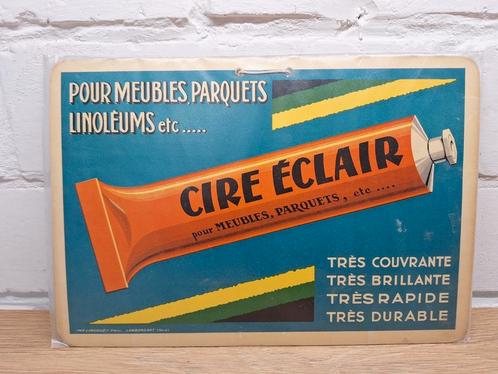 POUR MEUBLES, PARQUETS
LINOLÉUMS etc .....
CIRE ÉCLAIR
pour MEUBLES, PARQUETS, etc ....
TRÈS COUVRANTE
TRÈS BRILLANTE
TRÈS RAPIDE
TRÈS DURABLE